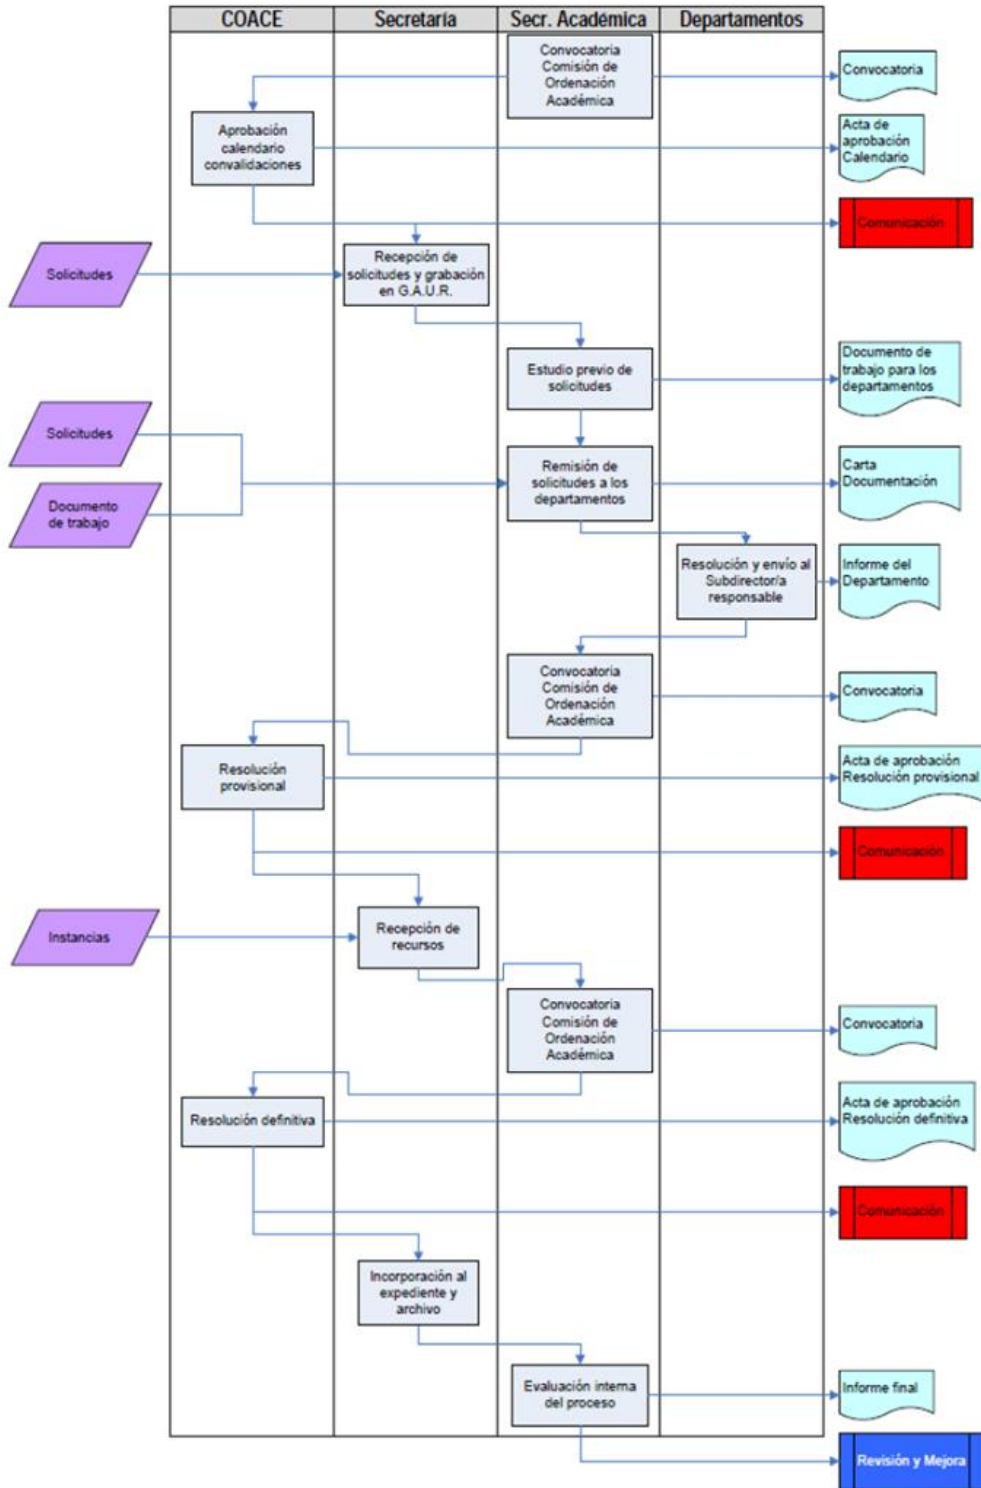 COACE
Secretaría
Secr. Académica
Departamentos
Convocatoria
Comisión de
Ordenación
Académica
Convocatoria
Aprobación
calendario
convalidaciones
Acta de
aprobación
Calendario
Comunicación
Solicitudes
Recepción de
solicitudes y grabación
en G.A.U.R.
Estudio previo de
solicitudes
Documento de
trabajo para los
departamentos
Solicitudes
Documento
de trabajo
Remisión de
solicitudes a los
departamentos
Carta
Documentación
Resolución y envío al
Subdirector/a
responsable
Informe del
Departamento
Convocatoria
Comisión de
Ordenación
Académica
Convocatoria
Resolución
provisional
Acta de aprobación
Resolución provisional
Comunicación
Instancias
Recepción de
recursos
Convocatoria
Comisión de
Ordenación
Académica
Convocatoria
Resolución definitiva
Acta de aprobación
Resolución definitiva
Comunicación
Incorporación al
expediente y
archivo
Evaluación interna
del proceso
Informe final
Revisión y Mejora